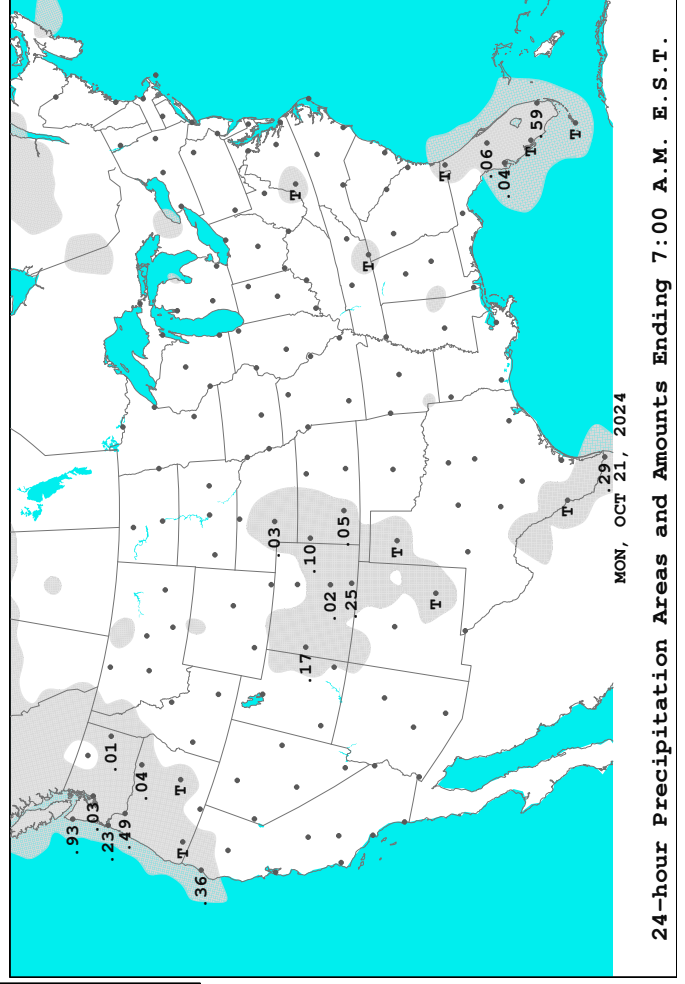 .93
.03
.23
.49
.01
.04
T
T
.36
.17
.03
.10
.02
.05
.25
T
T
T
T
T
.06
.04
T
.59
T
T
.29
MON, OCT 21, 2024
24-hour Precipitation Areas and Amounts Ending 7:00 A.M. E.S.T.